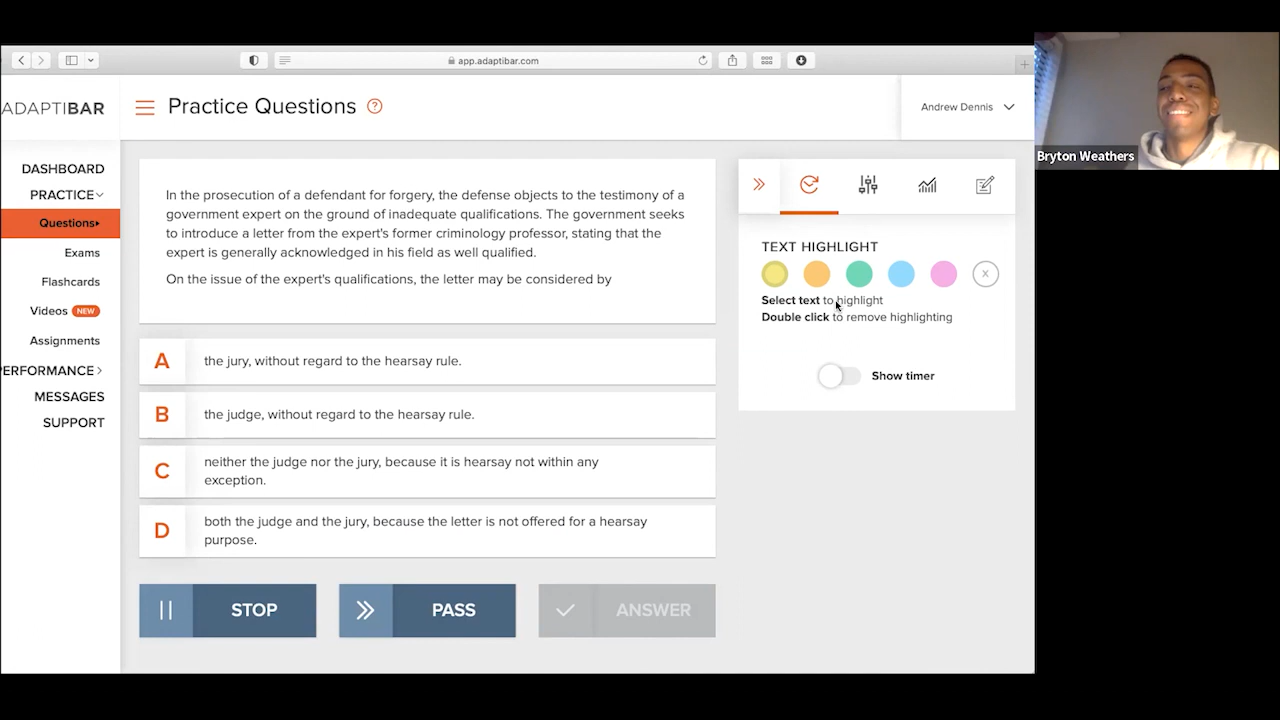 app.adaptibar.com
ADAPTIBAR
Practice Questions ?
Andrew Dennis
Bryton Weathers
DASHBOARD
PRACTICE
Questions
Exams
Flashcards
Videos NEW
Assignments
PERFORMANCE
MESSAGES
SUPPORT
In the prosecution of a defendant for forgery, the defense objects to the testimony of a
government expert on the ground of inadequate qualifications. The government seeks
to introduce a letter from the expert's former criminology professor, stating that the
expert is generally acknowledged in his field as well qualified.
On the issue of the expert's qualifications, the letter may be considered by
A the jury, without regard to the hearsay rule.
B the judge, without regard to the hearsay rule.
C neither the judge nor the jury, because it is hearsay not within any
exception.
D both the judge and the jury, because the letter is not offered for a hearsay
purpose.
STOP
PASS
ANSWER
TEXT HIGHLIGHT
X
Select text to highlight
Double click to remove highlighting
Show timer